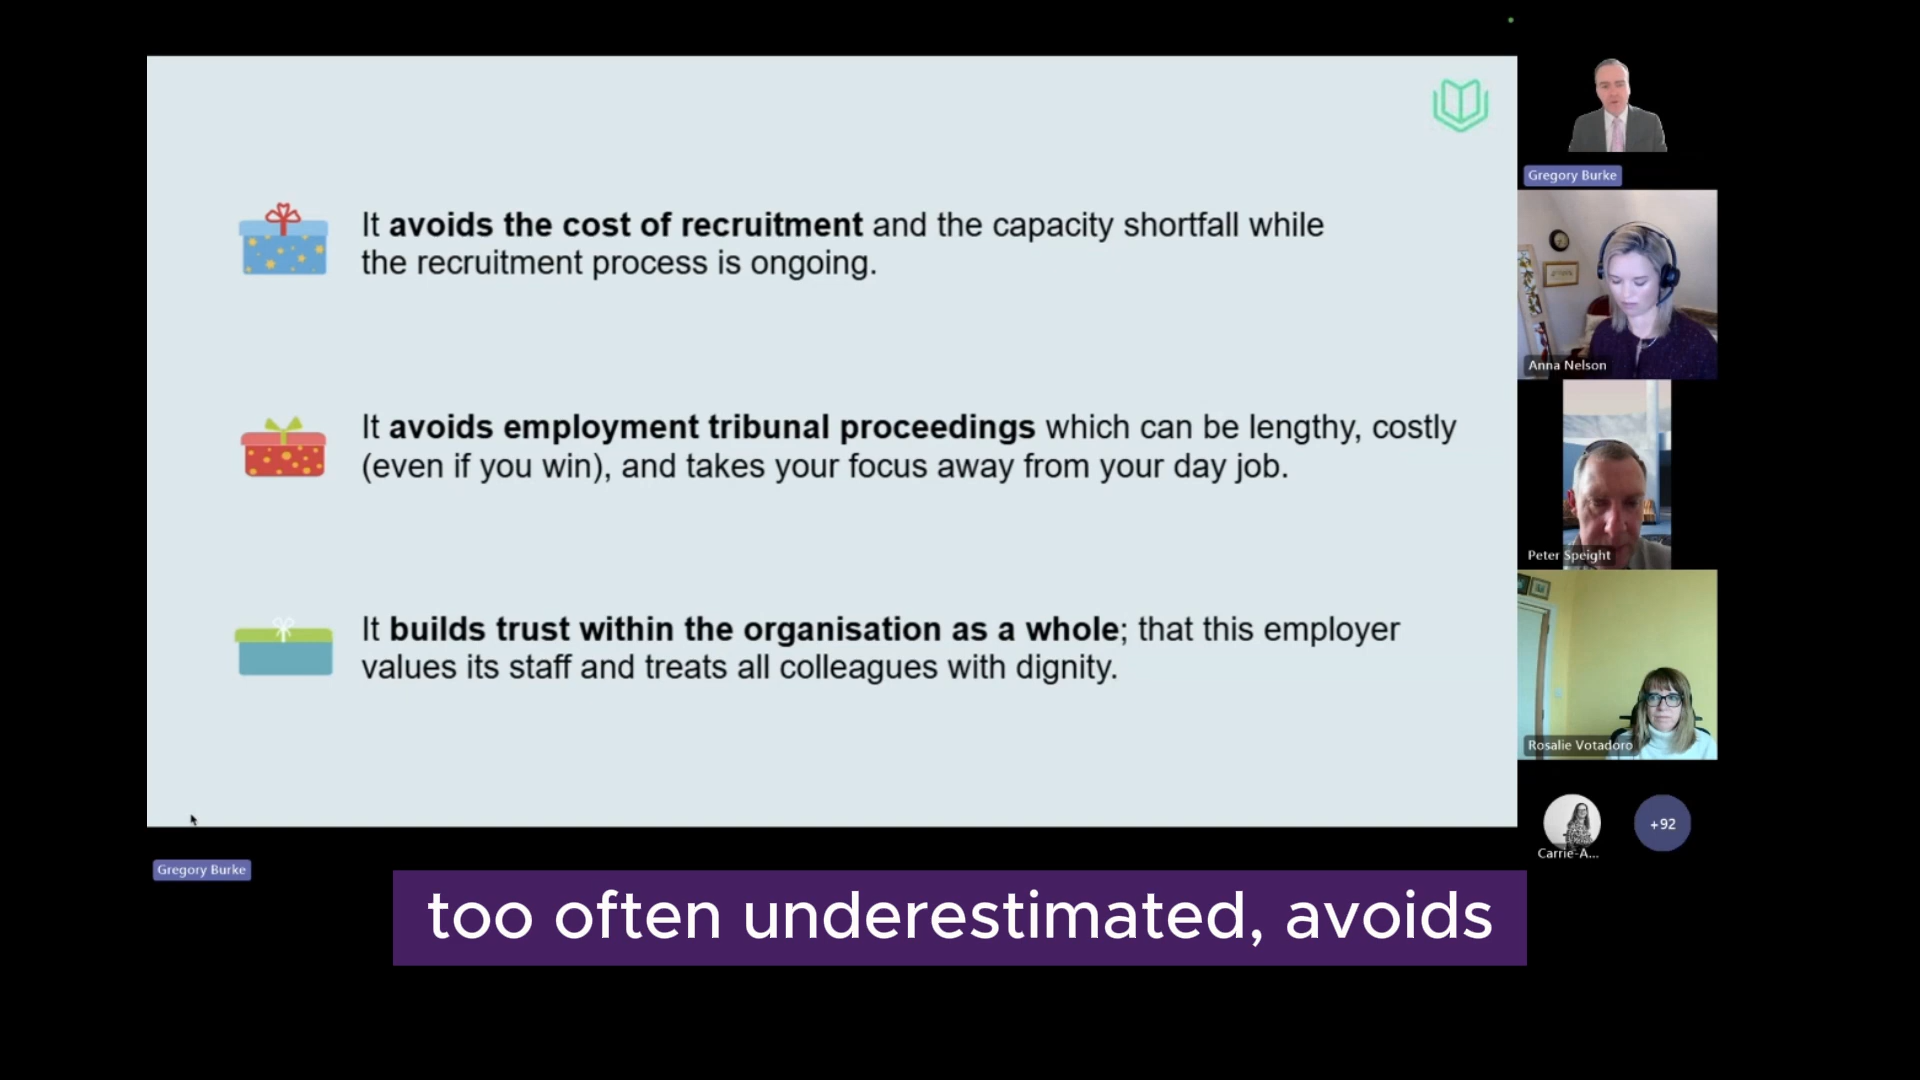 It avoids the cost of recruitment and the capacity shortfall while
the recruitment process is ongoing.
It avoids employment tribunal proceedings which can be lengthy, costly
(even if you win), and takes your focus away from your day job.
It builds trust within the organisation as a whole; that this employer
values its staff and treats all colleagues with dignity.
Gregory Burke
Anna Nelson
Peter Speight
Rosalie Votadoro
Carrie-A...
+92
Gregory Burke
too often underestimated, avoids